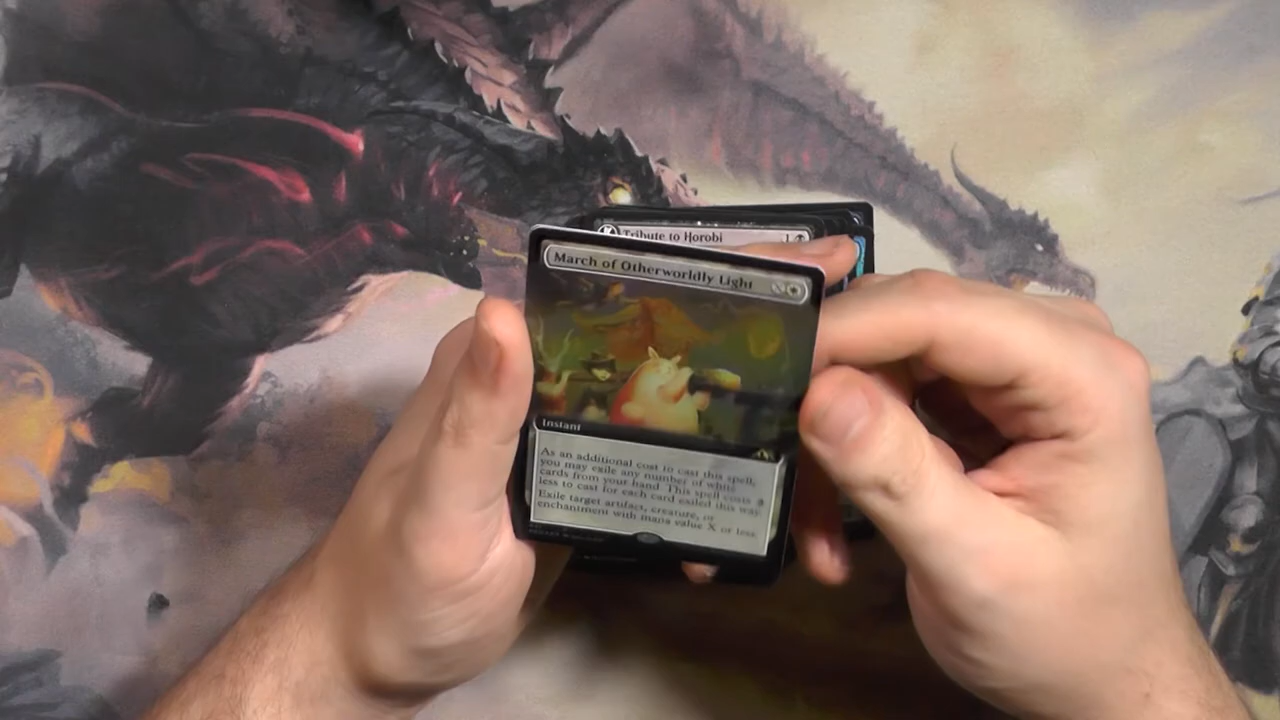 Tribute to Horobi
1
March of Otherworldly Light
X
Instant
As an additional cost to cast this spell,
you may exile any number of white
cards from your hand. This spell costs 2
less to cast for each card exiled this way.
Exile target artifact, creature, or
enchantment with mana value X or less.